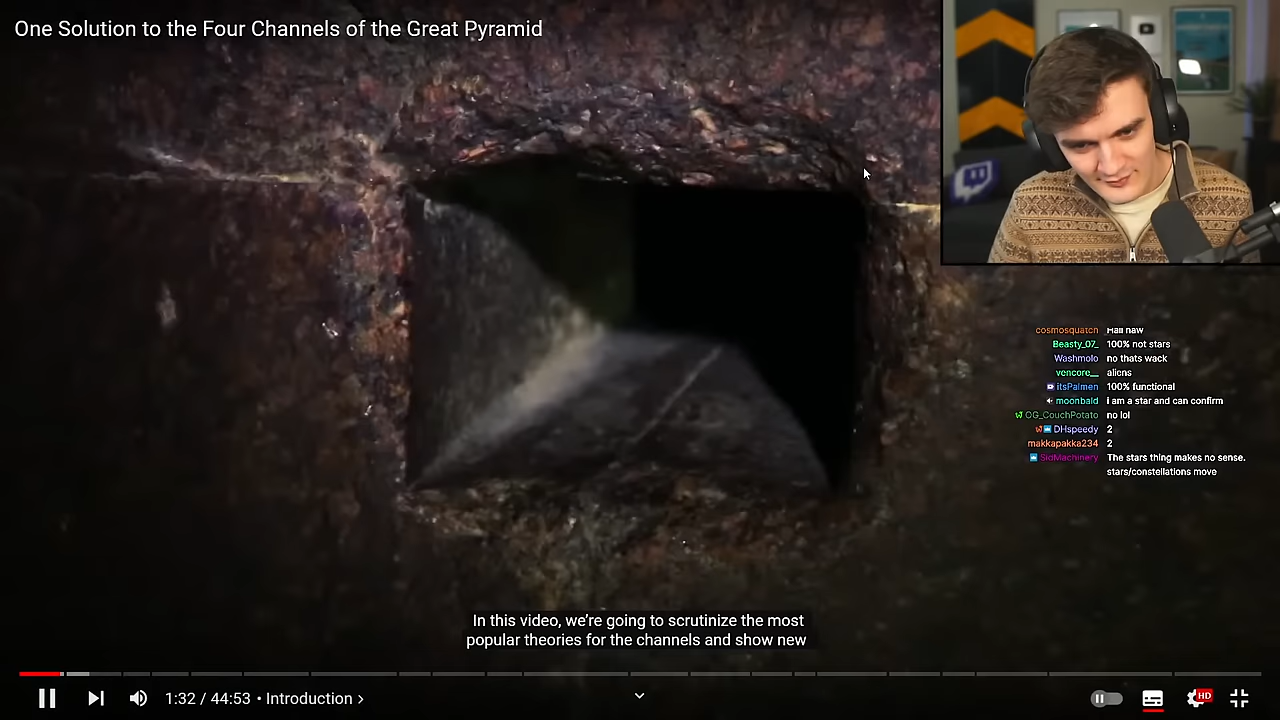 One Solution to the Four Channels of the Great Pyramid
cosmosquatch Hall naw
Beasty_07_ 100% not stars
Washmolo no thats wack
vencore__ aliens
itsPalmen 100% functional
moonbald i am a star and can confirm
OG_CouchPotato no lol
DHspeedy 2
makkapakka234 2
SidMachinery The stars thing makes no sense.
stars/constellations move
In this video, we're going to scrutinize the most
popular theories for the channels and show new
1:32 / 44:53 • Introduction >
HD